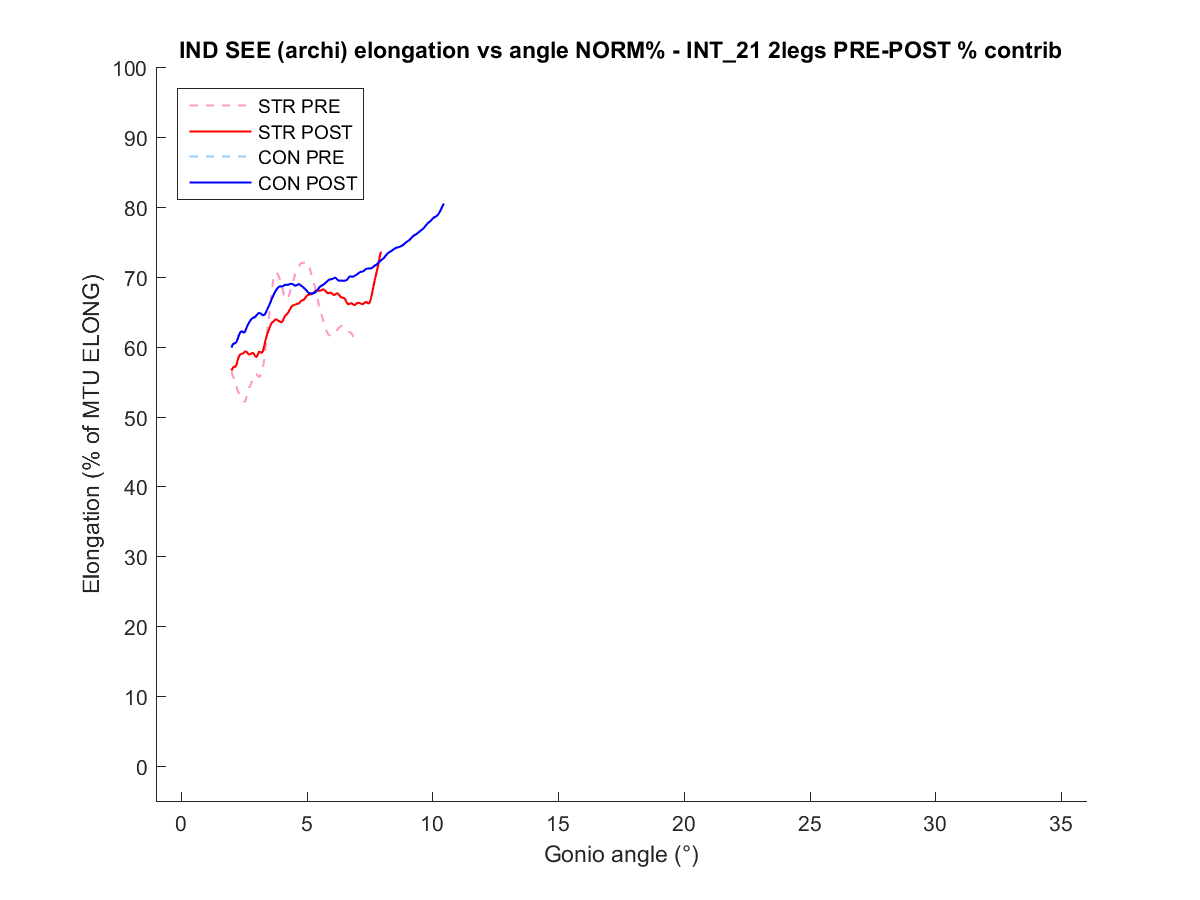 IND SEE (archi) elongation vs angle NORM% - INT_21 2legs PRE-POST % contrib
100
90
80
70
60
50
40
30
20
10
0
STR PRE
STR POST
CON PRE
CON POST
Elongation (% of MTU ELONG)
0 5 10 15 20 25 30 35
Gonio angle (°)